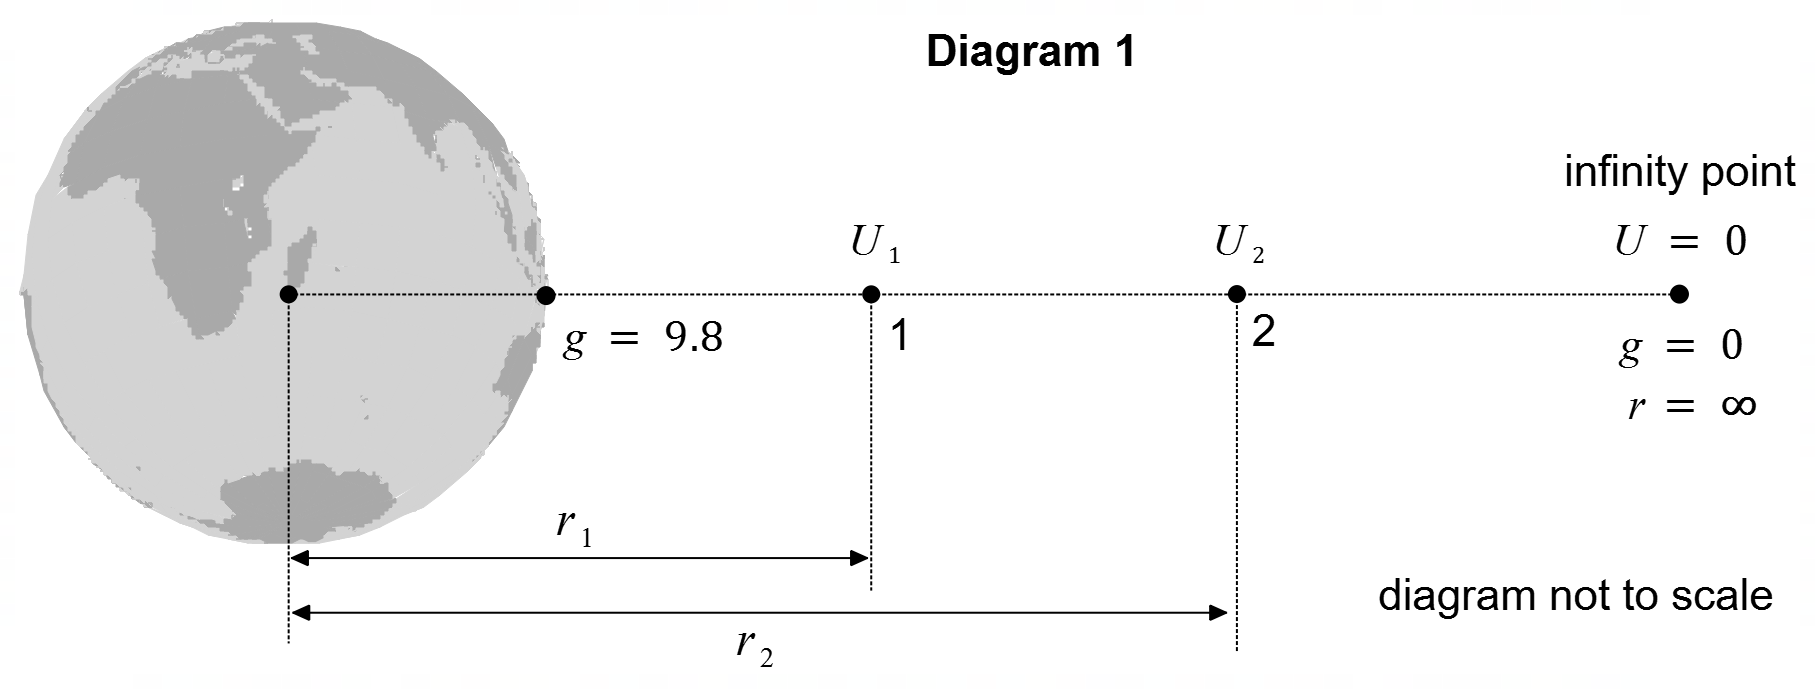 Diagram 1
infinity point
U₁
U₂
U = 0
g = 9.8
1
2
g = 0
r = ∞
r₁
diagram not to scale
r₂